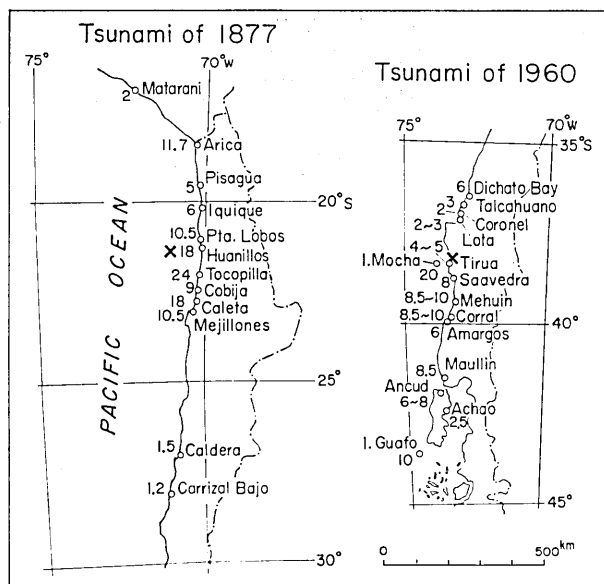 Tsunami of 1877
75°
70°W
2 Matarani
11.7 Arica
Pisagua
5
20°S
6 Iquique
10.5 Pta. Lobos
18 Huanillos
24 Tocopilla
9 Cobija
18 Caleta
10.5 Mejillones
PACIFIC OCEAN
25°
1.5 Caldera
1.2 Carrizal Bajo
30°
Tsunami of 1960
75°
70°W
35°S
6 Dichato Bay
3 Talcahuano
2 Coronel
2~3 Lota
4~5 Tirua
I. Mocha
20
8 Saavedra
8.5~10 Mehuin
8.5~10 Corral
40°
6 Amargos
8.5 Maullin
Ancud
6~8
Achao
2.5
I. Guafo
10
45°
0 500km